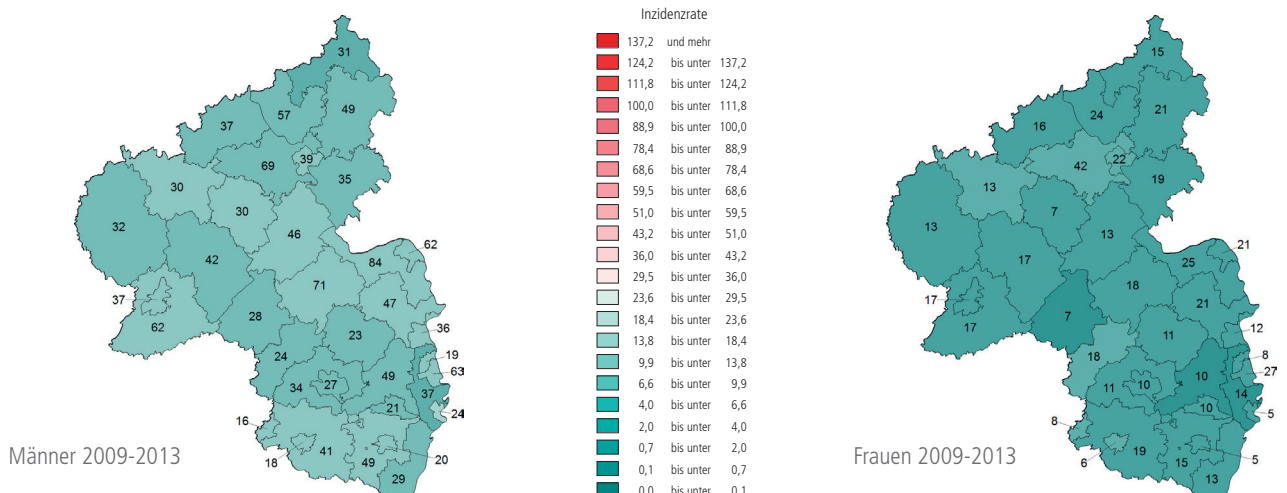 Inzidenzrate
137,2 und mehr
124,2 bis unter 137,2
111,8 bis unter 124,2
100,0 bis unter 111,8
88,9 bis unter 100,0
78,4 bis unter 88,9
68,6 bis unter 78,4
59,5 bis unter 68,6
51,0 bis unter 59,5
43,2 bis unter 51,0
36,0 bis unter 43,2
29,5 bis unter 36,0
23,6 bis unter 29,5
18,4 bis unter 23,6
13,8 bis unter 18,4
9,9 bis unter 13,8
6,6 bis unter 9,9
4,0 bis unter 6,6
2,0 bis unter 4,0
0,7 bis unter 2,0
0,1 bis unter 0,7
0,0 bis unter 0,1
Männer 2009-2013
31
49
57
37
39
69
35
30
30
32
46
62
42
84
71
37
47
62
28
36
23
24
19
63
49
34
27
37
21
24
16
41
18
49
20
29
Frauen 2009-2013
15
21
24
16
22
42
19
13
7
13
13
21
17
25
18
17
21
17
7
12
11
18
8
27
10
11
10
14
10
5
8
19
6
15
5
13